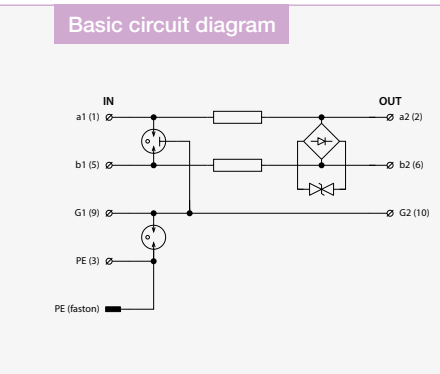 Basic circuit diagram
IN OUT
a1 (1) a2 (2)
b1 (5) b2 (6)
G1 (9) G2 (10)
PE (3)
PE (faston)